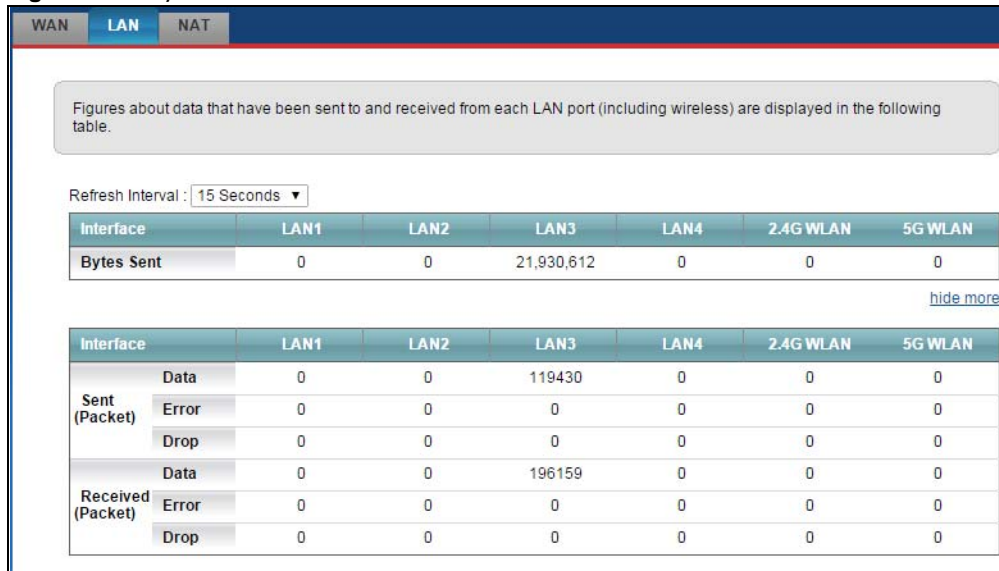 WAN LAN NAT
Figures about data that have been sent to and received from each LAN port (including wireless) are displayed in the following
table.
Refresh Interval : 15 Seconds ▼
Interface LAN1 LAN2 LAN3 LAN4 2.4G WLAN 5G WLAN
Bytes Sent 0 0 21,930,612 0 0 0
hide more
Interface LAN1 LAN2 LAN3 LAN4 2.4G WLAN 5G WLAN
Sent (Packet) Data 0 0 119430 0 0 0
Error 0 0 0 0 0 0
Drop 0 0 0 0 0 0
Received (Packet) Data 0 0 196159 0 0 0
Error 0 0 0 0 0 0
Drop 0 0 0 0 0 0